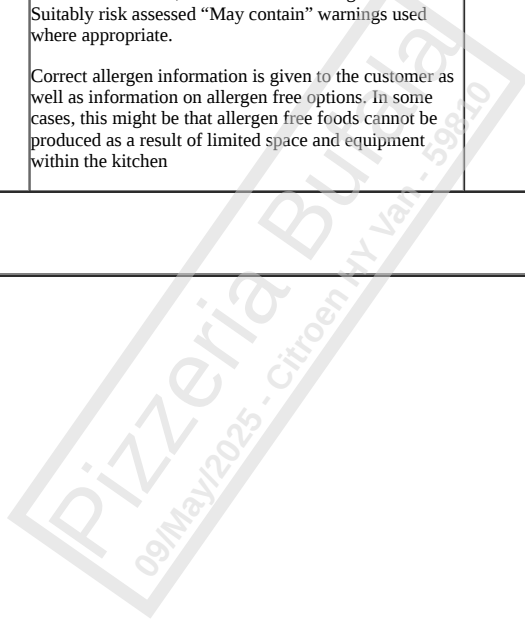 Suitably risk assessed “May contain” warnings used
where appropriate.
Correct allergen information is given to the customer as
well as information on allergen free options. In some
cases, this might be that allergen free foods cannot be
produced as a result of limited space and equipment
within the kitchen
Pizzeria Bufala
09/May/2025 - Citroen HY Van - 59810